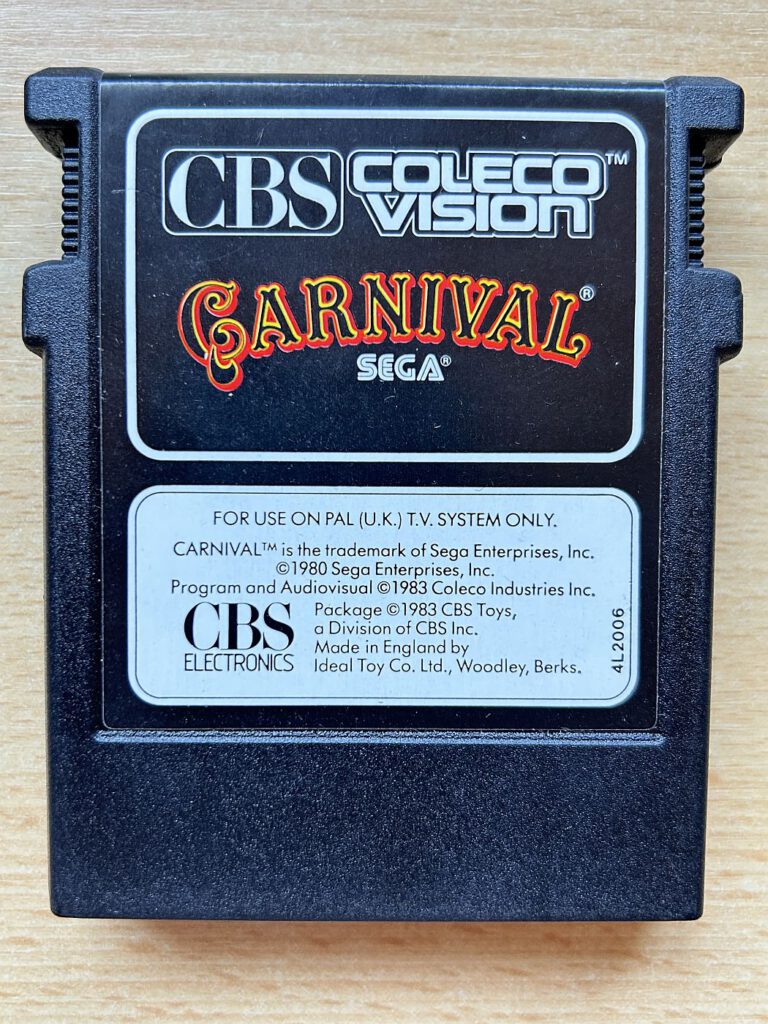 CBS COLECO VISION™
CARNIVAL®
SEGA®
FOR USE ON PAL (U.K.) T.V. SYSTEM ONLY.
CARNIVAL™ is the trademark of Sega Enterprises, Inc.
©1980 Sega Enterprises, Inc.
Program and Audiovisual ©1983 Coleco Industries Inc.
CBS
ELECTRONICS
Package ©1983 CBS Toys,
a Division of CBS Inc.
Made in England by
Ideal Toy Co. Ltd., Woodley, Berks.
4L2006